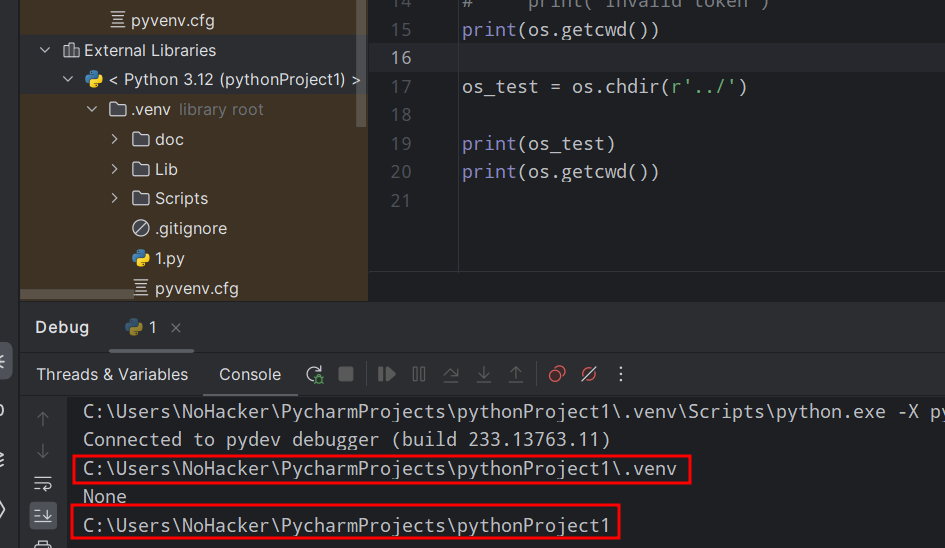 pyvenv.cfg
External Libraries
< Python 3.12 (pythonProject1) >
.venv library root
doc
Lib
Scripts
.gitignore
1.py
pyvenv.cfg
14 # print("Invalid token")
15 print(os.getcwd())
16
17 os_test = os.chdir(r'../')
18
19 print(os_test)
20 print(os.getcwd())
21
Debug 1
Threads & Variables Console
C:\Users\NoHacker\PycharmProjects\pythonProject1\.venv\Scripts\python.exe -X
Connected to pydev debugger (build 233.13763.11)
C:\Users\NoHacker\PycharmProjects\pythonProject1\.venv
None
C:\Users\NoHacker\PycharmProjects\pythonProject1